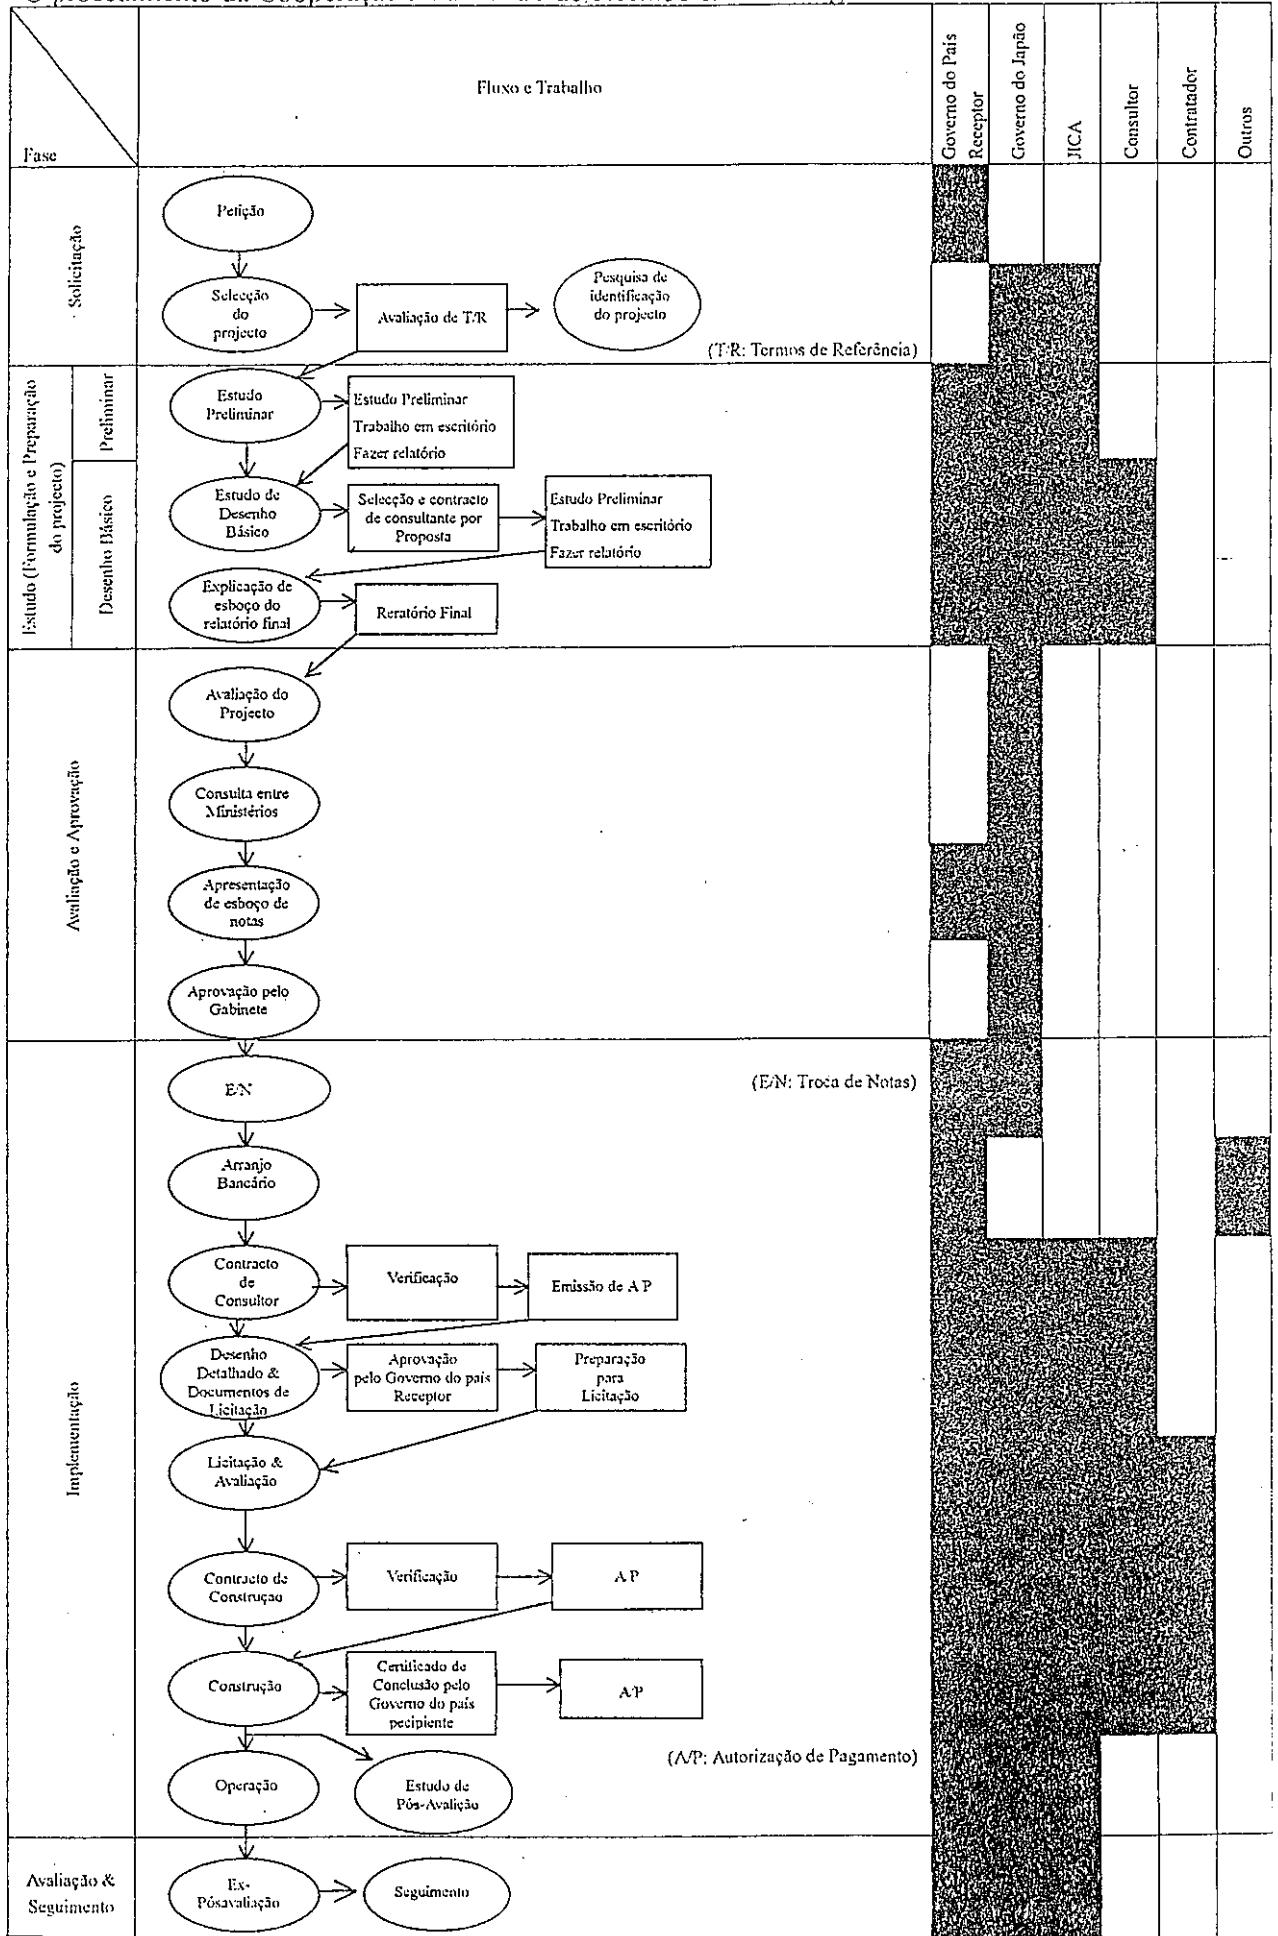 O procedimento da Cooperação
Fase
Fluxo e Trabalho
Governo do País
Receptor
Governo do Japão
JICA
Consultor
Contratador
Outros
Solicitação
Petição
Selecção
do
projecto
Avaliação de T/R
Pesquisa de
identificação
do projecto
(T/R: Termos de Referência)
Estudo (Formulação e Preparação
do projecto)
Preliminar
Estudo
Preliminar
Estudo Preliminar
Trabalho em escritório
Fazer relatório
Desenho Básico
Estudo de
Desenho
Básico
Selecção e contracto
de consultante por
Proposta
Estudo Preliminar
Trabalho em escritório
Fazer relatório
Explicação de
esboço do
relatório final
Reratório Final
Avaliação e Aprovação
Avaliação do
Projecto
Consulta entre
Ministérios
Apresentação
de esboço de
notas
Aprovação pelo
Gabinete
Implementação
E/N
(E/N: Troca de Notas)
Arranjo
Bancário
Contracto
de
Consultor
Verificação
Emissão de A/P
Desenho
Detalhado &
Documentos de
Licitação
Aprovação
pelo Governo do país
Receptor
Preparação
para
Licitação
Licitação &
Avaliação
Contracto de
Construçao
Verificação
A/P
Construção
Certificado de
Conclusão pelo
Governo do país
pecipiente
A/P
(A/P: Autorização de Pagamento)
Operação
Estudo de
Pós-Avalição
Avaliação &
Seguimento
Ex-
Pósavaliação
Seguimento